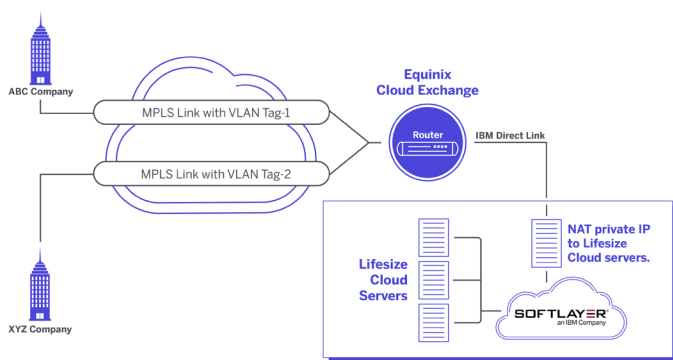 ABC Company
MPLS Link with VLAN Tag-1
Equinix
Cloud Exchange
Router
IBM Direct Link
MPLS Link with VLAN Tag-2
XYZ Company
Lifesize
Cloud
Servers
NAT private IP
to Lifesize
Cloud servers.
SOFTLAYER®
an IBM Company